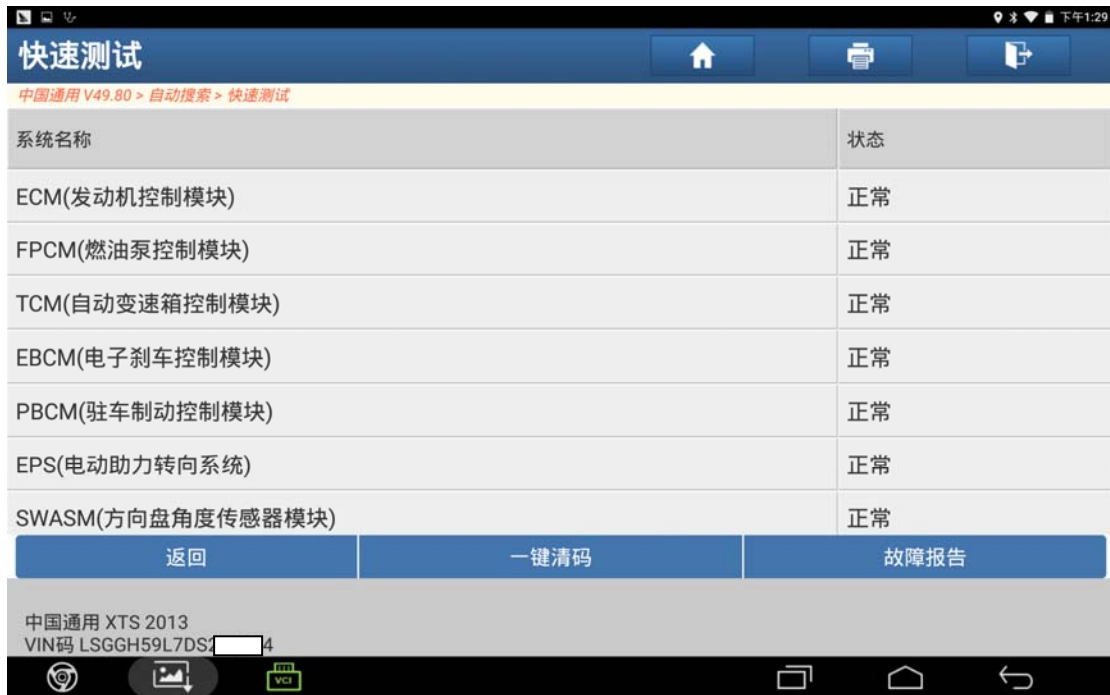 下午1:29
快速测试
中国通用 V49.80 > 自动搜索 > 快速测试
系统名称 状态
ECM(发动机控制模块) 正常
FPCM(燃油泵控制模块) 正常
TCM(自动变速箱控制模块) 正常
EBCM(电子刹车控制模块) 正常
PBCM(驻车制动控制模块) 正常
EPS(电动助力转向系统) 正常
SWASM(方向盘角度传感器模块) 正常
返回 一键清码 故障报告
中国通用 XTS 2013
VIN码 LSGGH59L7DS 4
VCI